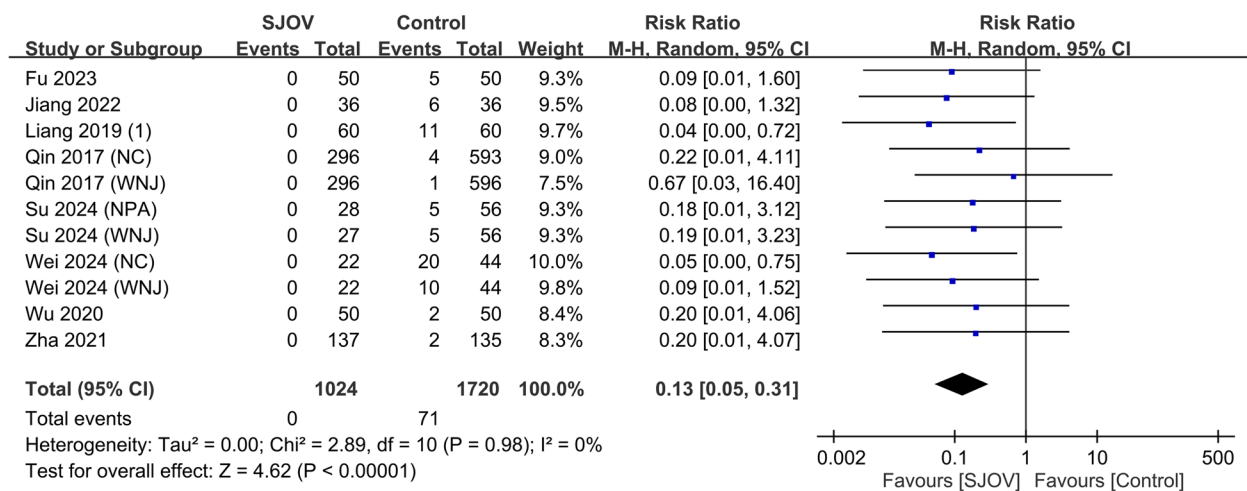 SJOV Control Risk Ratio Risk Ratio
Study or Subgroup Events Total Events Total Weight M-H, Random, 95% CI M-H, Random, 95% CI
Fu 2023 0 50 5 50 9.3% 0.09 [0.01, 1.60]
Jiang 2022 0 36 6 36 9.5% 0.08 [0.00, 1.32]
Liang 2019 (1) 0 60 11 60 9.7% 0.04 [0.00, 0.72]
Qin 2017 (NC) 0 296 4 593 9.0% 0.22 [0.01, 4.11]
Qin 2017 (WNJ) 0 296 1 596 7.5% 0.67 [0.03, 16.40]
Su 2024 (NPA) 0 28 5 56 9.3% 0.18 [0.01, 3.12]
Su 2024 (WNJ) 0 27 5 56 9.3% 0.19 [0.01, 3.23]
Wei 2024 (NC) 0 22 20 44 10.0% 0.05 [0.00, 0.75]
Wei 2024 (WNJ) 0 22 10 44 9.8% 0.09 [0.01, 1.52]
Wu 2020 0 50 2 50 8.4% 0.20 [0.01, 4.06]
Zha 2021 0 137 2 135 8.3% 0.20 [0.01, 4.07]
Total (95% CI) 1024 1720 100.0% 0.13 [0.05, 0.31]
Total events 0 71
Heterogeneity: Tau² = 0.00; Chi² = 2.89, df = 10 (P = 0.98); I² = 0%
Test for overall effect: Z = 4.62 (P < 0.00001)
0.002 0.1 1 10 500
Favours [SJOV] Favours [Control]